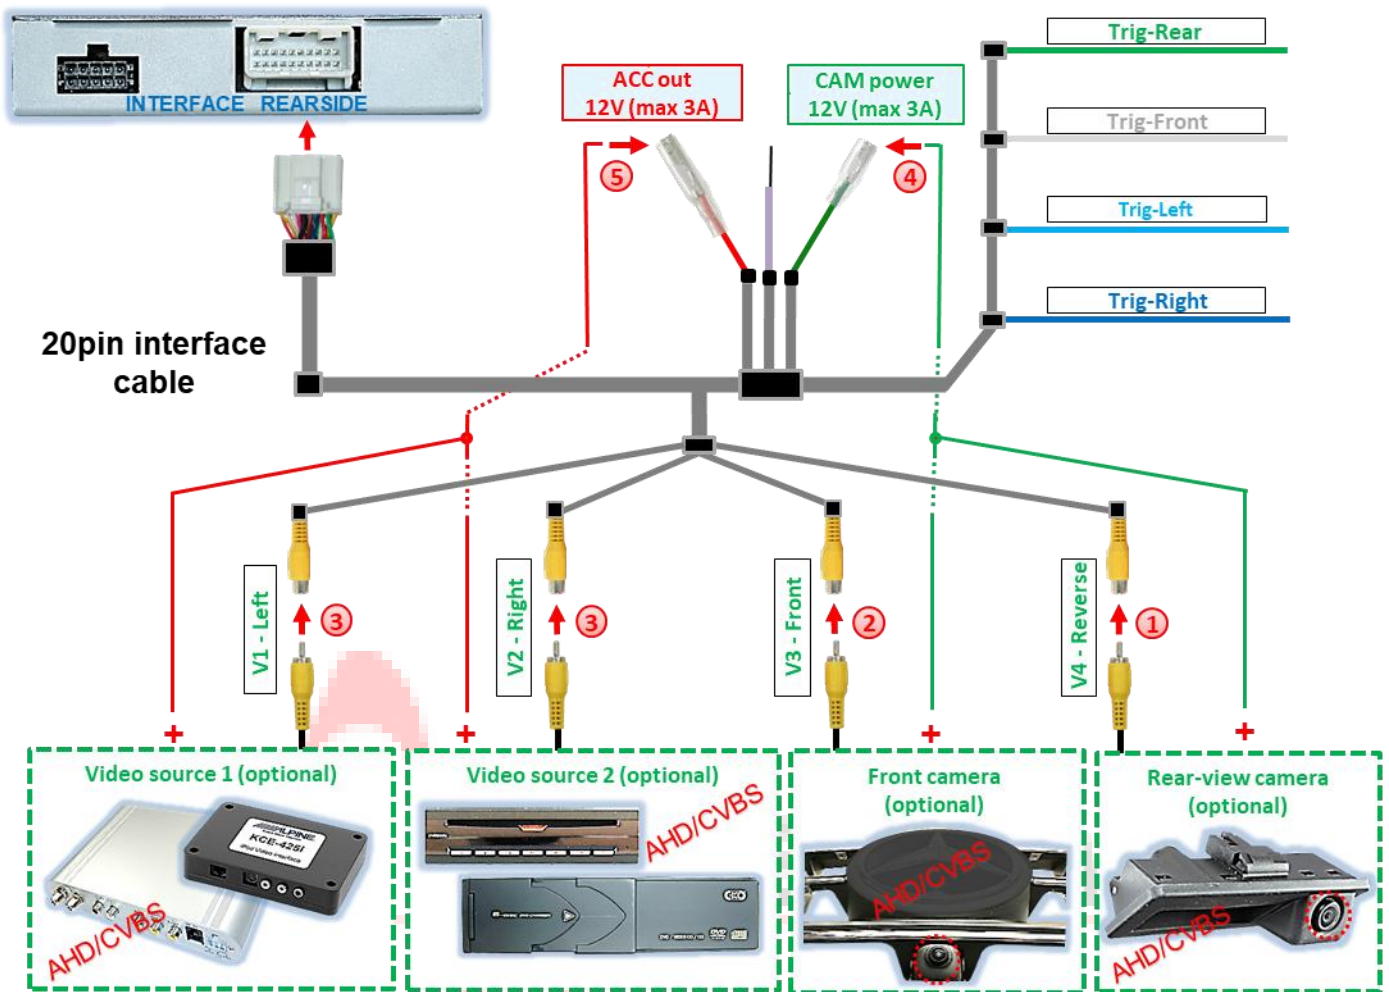 INTERFACE REARSIDE
ACC out
12V (max 3A)
CAM power
12V (max 3A)
Trig-Rear
Trig-Front
Trig-Left
Trig-Right
5
4
20pin interface
cable
V1 - Left
3
V2 - Right
3
V3 - Front
2
V4 - Reverse
1
+
+
+
+
Video source 1 (optional)
ALPINE
KCE-425i
iPod Video Interface
AHD/CVBS
Video source 2 (optional)
AHD/CVBS
Front camera
(optional)
AHD/CVBS
Rear-view camera
(optional)
AHD/CVBS